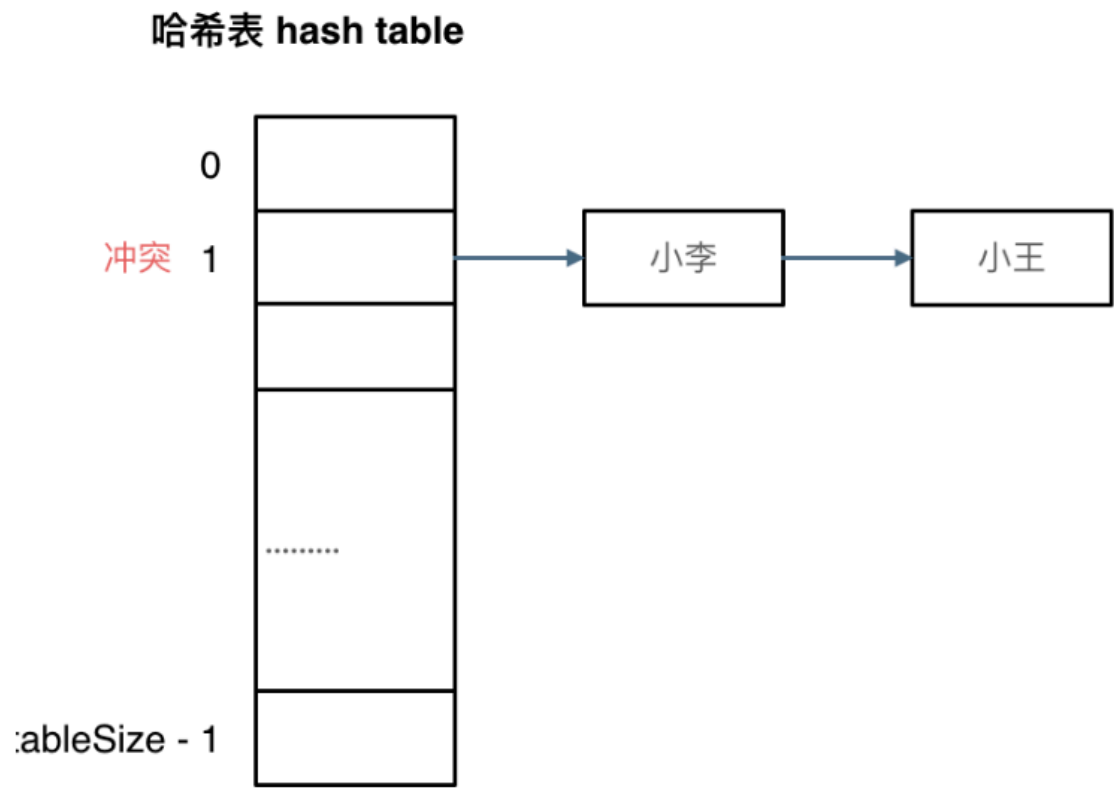 哈希表 hash table
0
冲突 1 小李 小王
.........
ableSize - 1